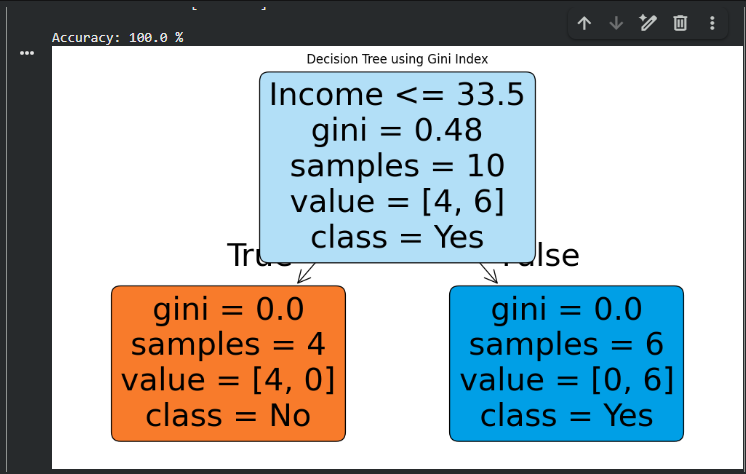 Accuracy: 100.0 %
Decision Tree using Gini Index
Income <= 33.5
gini = 0.48
samples = 10
value = [4, 6]
class = Yes
True
False
gini = 0.0
samples = 4
value = [4, 0]
class = No
gini = 0.0
samples = 6
value = [0, 6]
class = Yes